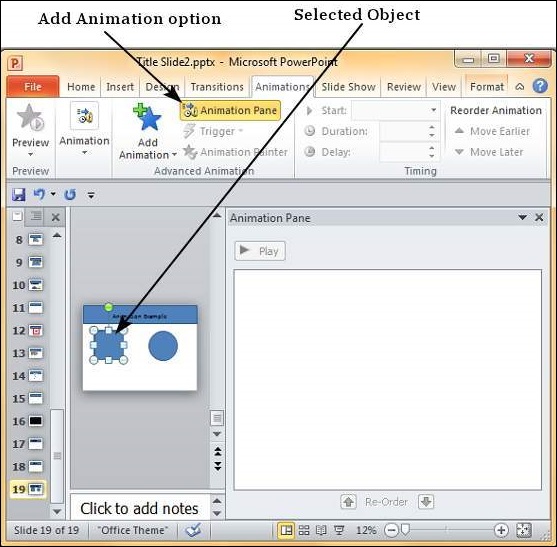 Add Animation option
Selected Object
Title Slide2.pptx - Microsoft PowerPoint
File Home Insert Design Transitions Animations Slide Show Review View Format
Preview
Animation
Add Animation
Animation Pane
Trigger
Animation Painter
Start:
Duration:
Delay:
Reorder Animation
Move Earlier
Move Later
Preview
Advanced Animation
Timing
8
9
10
11
12
13
14
15
16
17
18
19
Animation Example
Click to add notes
Animation Pane
Play
Re-Order
Slide 19 of 19
"Office Theme"
12%